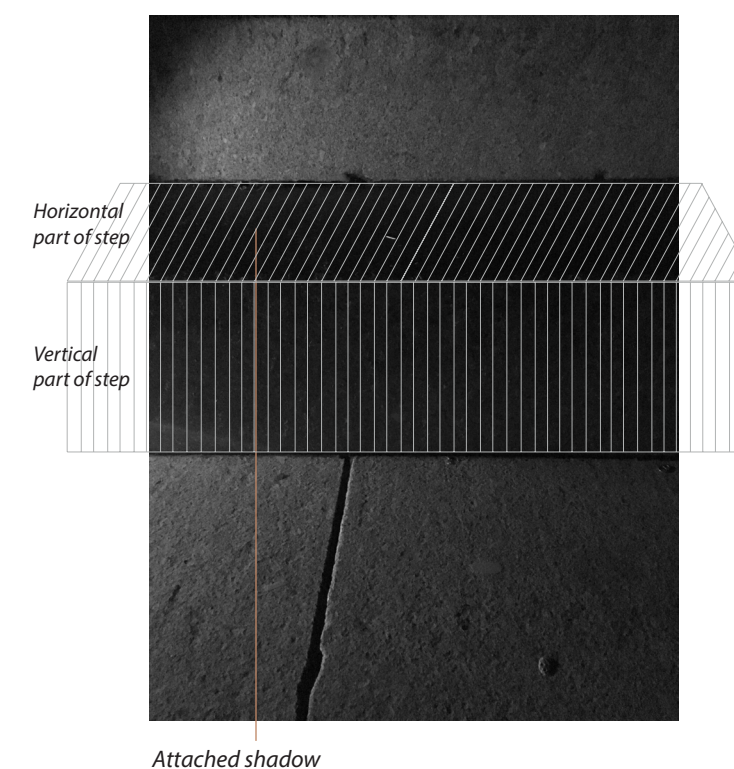 Horizontal
part of step
Vertical
part of step
Attached shadow